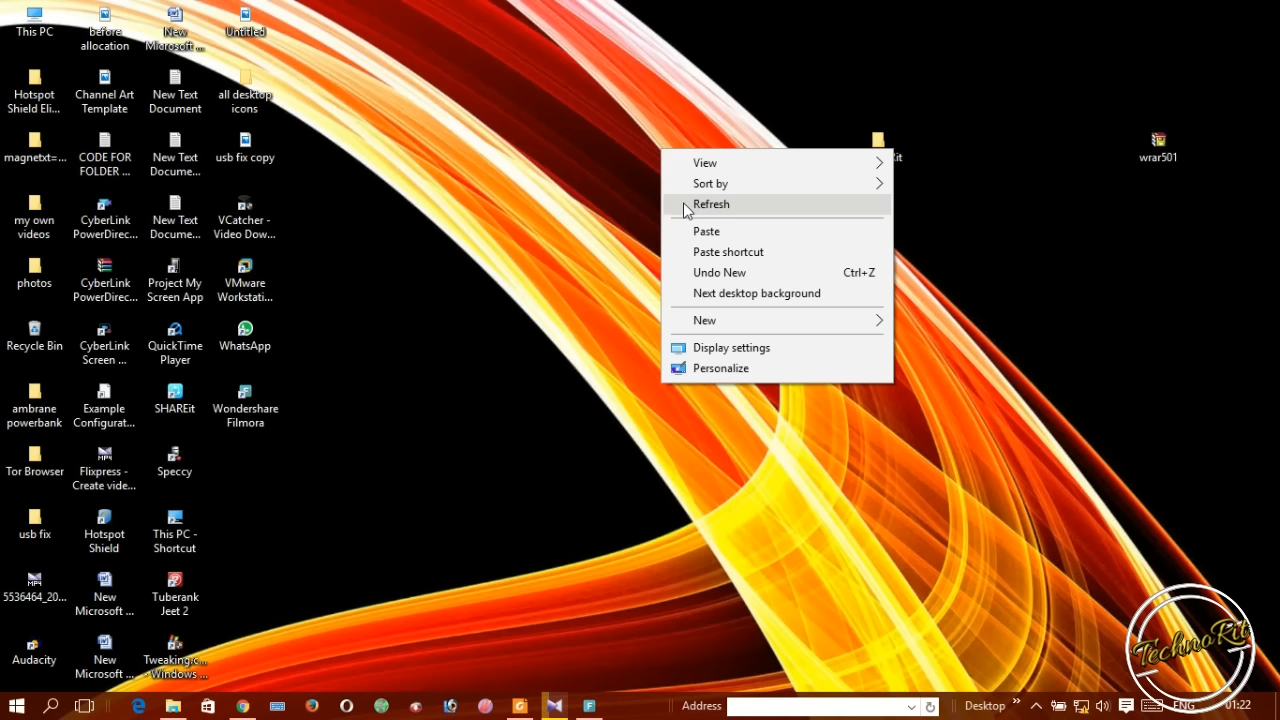 This PC
before
allocation
New
Microsoft ...
Untitled
Hotspot
Shield Eli...
Channel Art
Template
New Text
Document
all desktop
icons
magnetxt=...
CODE FOR
FOLDER ...
New Text
Document
usb fix copy
my own
videos
CyberLink
PowerDirec...
New Text
Docume...
VCatcher -
Video Dow...
photos
CyberLink
PowerDirec...
Project My
Screen App
VMware
Workstati...
Recycle Bin
CyberLink
Screen ...
QuickTime
Player
WhatsApp
ambrane
powerbank
Example
Configurat...
SHAREit
Wondershare
Filmora
Tor Browser
Flixpress -
Create vide...
Speccy
usb fix
Hotspot
Shield
This PC -
Shortcut
5536464_20...
New
Microsoft ...
Tuberank
Jeet 2
Audacity
New
Microsoft ...
Tweaking.c...
- Windows ...
wrar501
View
Sort by
Refresh
Paste
Paste shortcut
Undo New Ctrl+Z
Next desktop background
New
Display settings
Personalize
TechnoRit
Address
Desktop
ENG
01:22